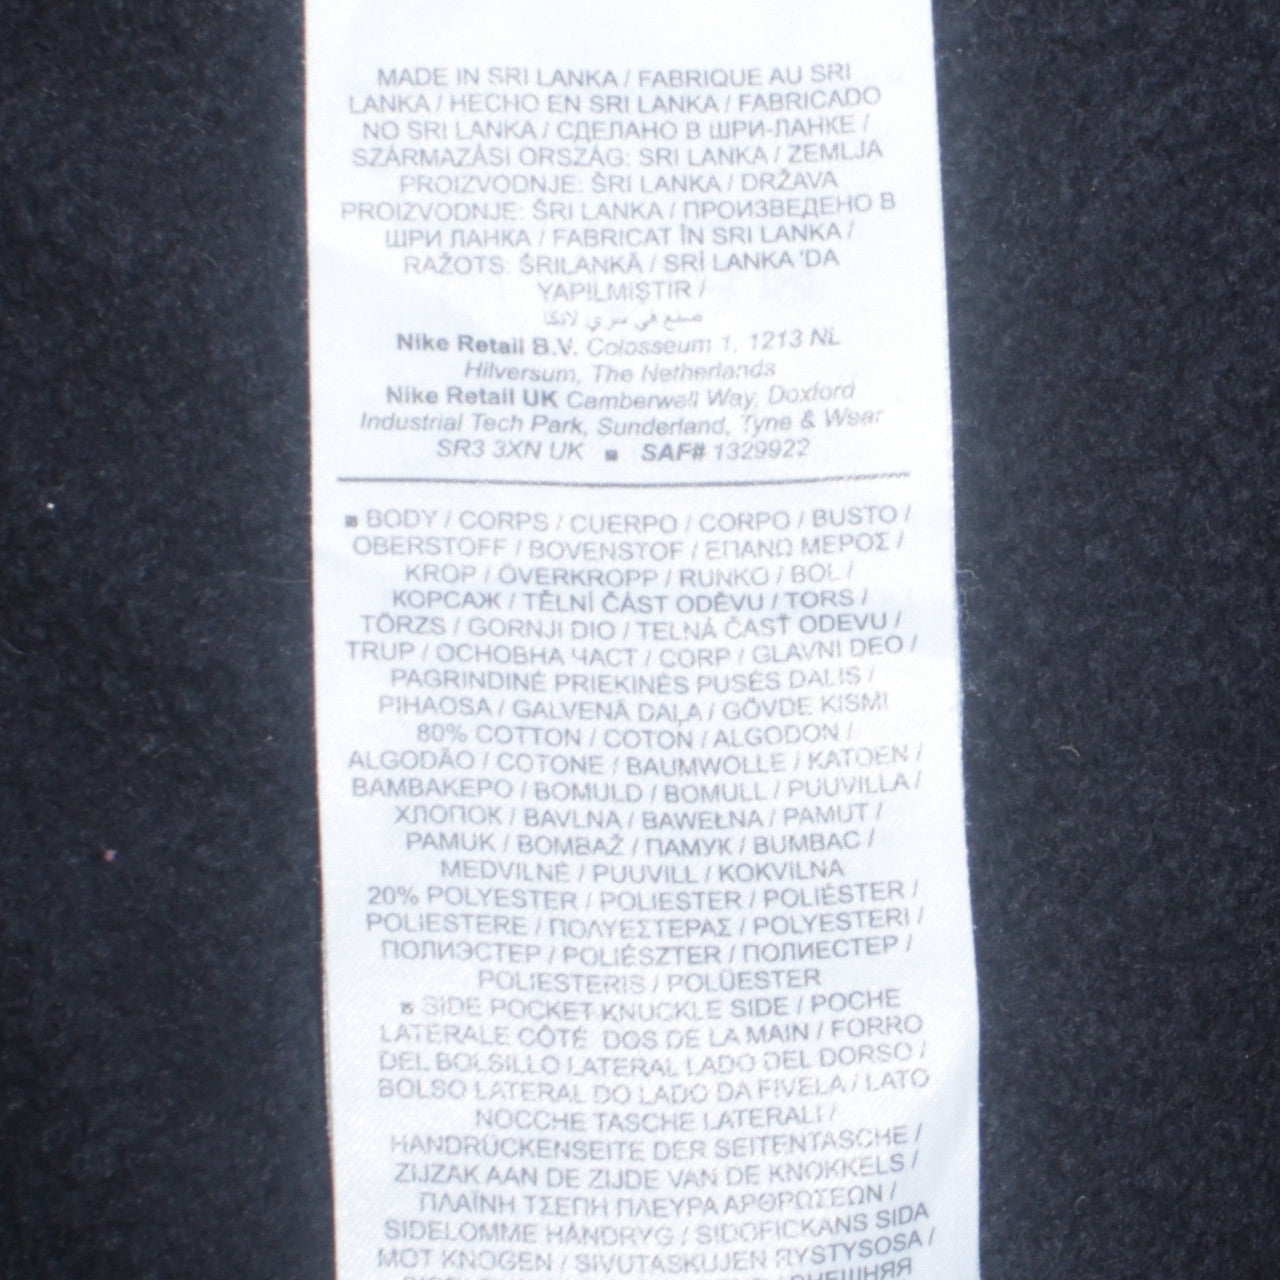 MADE IN SRI LANKA / FABRIQUE AU SRI
LANKA / HECHO EN SRI LANKA / FABRICADO
NO SRI LANKA / СДЕЛАНО В ШРИ-ЛАНКЕ /
SZÁRMAZÁSI ORSZÁG: SRI LANKA / ZEMLJA
PROIZVODNJE: ŠRI LANKA / DRŽAVA
PROIZVODNJE: ŠRI LANKA / ПРОИЗВЕДЕНО В
ШРИ ЛАНКА / FABRICAT ÎN SRI LANKA /
RAŽOTS: ŠRILANKĀ / SRİ LANKA 'DA
YAPILMIŞTIR /
صنع في سري لانكا
Nike Retail B.V. Colosseum 1, 1213 NL
Hilversum, The Netherlands
Nike Retail UK Camberwell Way, Doxford
Industrial Tech Park, Sunderland, Tyne & Wear
SR3 3XN UK ■ SAF# 1329922
BODY / CORPS / CUERPO / CORPO / BUSTO /
OBERSTOFF / BOVENSTOF / ΕΠΑΝΩ ΜΕΡΟΣ /
KROP / ÖVERKROPP / RUNKO / BOL /
КОРСАЖ / TĚLNÍ ČÁST ODĚVU / TORS /
TÖRZS / GORNJI DIO / TELNÁ ČASŤ ODEVU /
TRUP / ОСНОВНА ЧАСТ / CORP / GLAVNI DEO /
PAGRINDINĖ PRIEKINĖS PUSĖS DALIS /
PIHAOSA / GALVENĀ DAĻA / GÖVDE KISMI
80% COTTON / COTON / ALGODON /
ALGODÃO / COTONE / BAUMWOLLE / KATOEN /
ΒΑΜΒΑΚΕΡΟ / BOMULD / BOMULL / PUUVILLA /
ХЛОПОК / BAVLNA / BAWEŁNA / PAMUT /
PAMUK / BOMBAŽ / ПАМУК / BUMBAC /
MEDVILNĖ / PUUVILL / KOKVILNA
20% POLYESTER / POLIESTER / POLIÉSTER /
POLIESTERE / ΠΟΛΥΕΣΤΕΡΑΣ / POLYESTERI /
ПОЛИЭСТЕР / POLIÉSZTER / ПОЛИЕСТЕР /
POLIESTERIS / POLÜESTER
SIDE POCKET KNUCKLE SIDE / POCHE
LATERALE CÔTÉ DOS DE LA MAIN / FORRO
DEL BOLSILLO LATERAL LADO DEL DORSO /
BOLSO LATERAL DO LADO DA FIVELA / LATO
NOCCHE TASCHE LATERALI /
HANDRÜCKENSEITE DER SEITENTASCHE /
ZIJZAK AAN DE ZIJDE VAN DE KNOKKELS /
ΠΛΑΪΝΗ ΤΣΕΠΗ ΠΛΕΥΡΑ ΑΡΘΡΩΣΕΩΝ /
SIDELOMME HÅNDRYG / SIDOFICKANS SIDA
MOT KNOGEN / SIVUTASKUJEN RYSTYSOSA /
ВНЕШНЯЯ